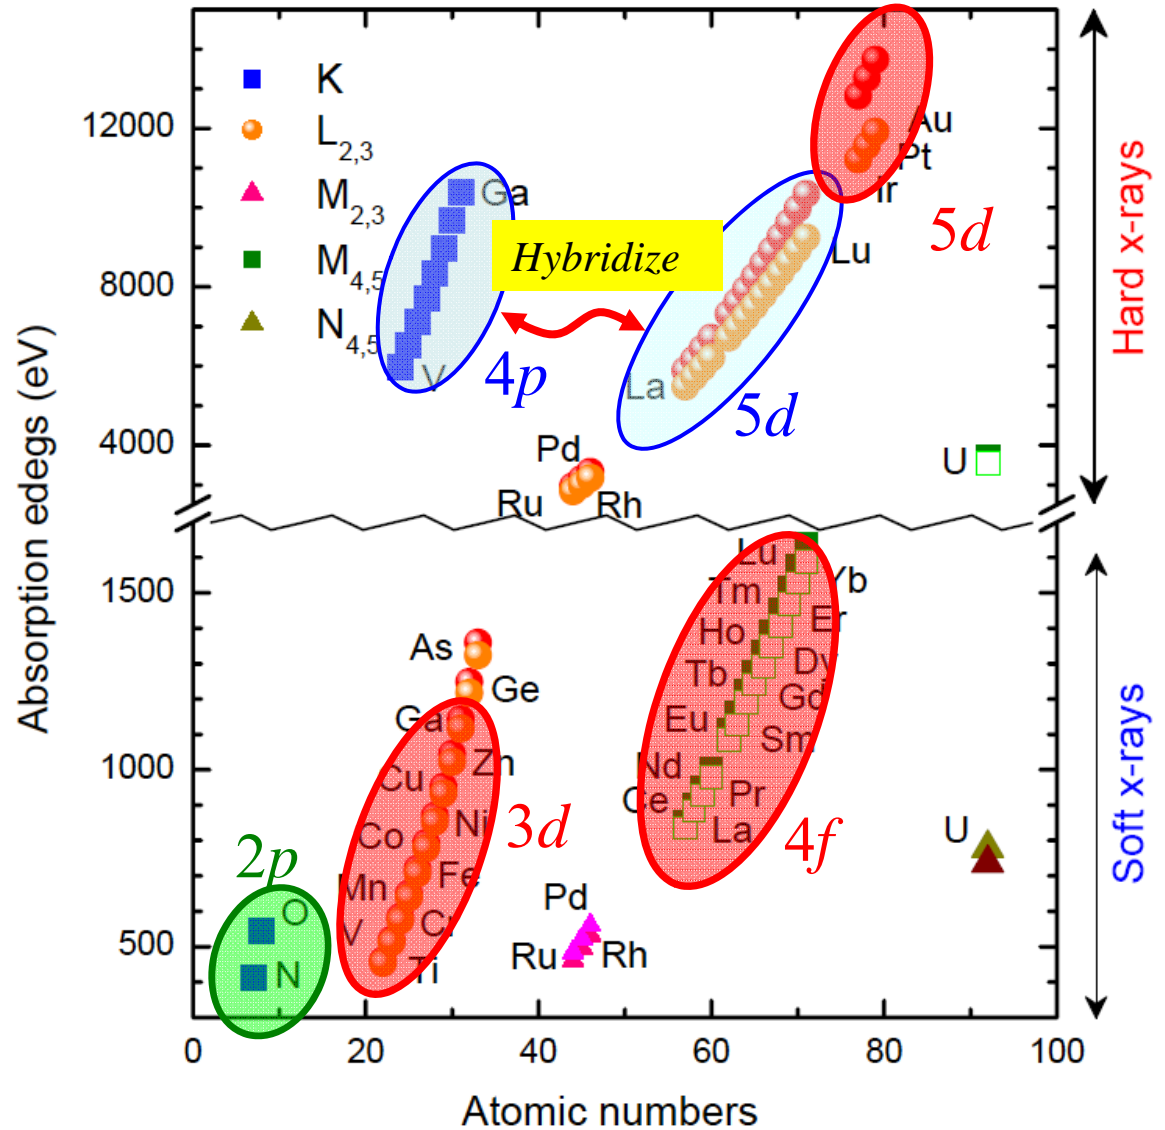 K
L2,3
M2,3
M4,5
N4,5
12000
8000
4000
1500
1000
500
Absorption edegs (eV)
Ga
V
4p
Hybridize
La
Lu
5d
Au
Pt
Ir
5d
Pd
Ru
Rh
U
Hard x-rays
As
Ge
Ga
Zn
Cu
Ni
Co
Fe
Mn
Cr
V
Ti
3d
2p
O
N
Lu
Yb
Tm
Er
Ho
Dy
Tb
Gd
Eu
Sm
Nd
Pr
Ce
La
4f
Pd
Ru
Rh
U
Soft x-rays
0
20
40
60
80
100
Atomic numbers